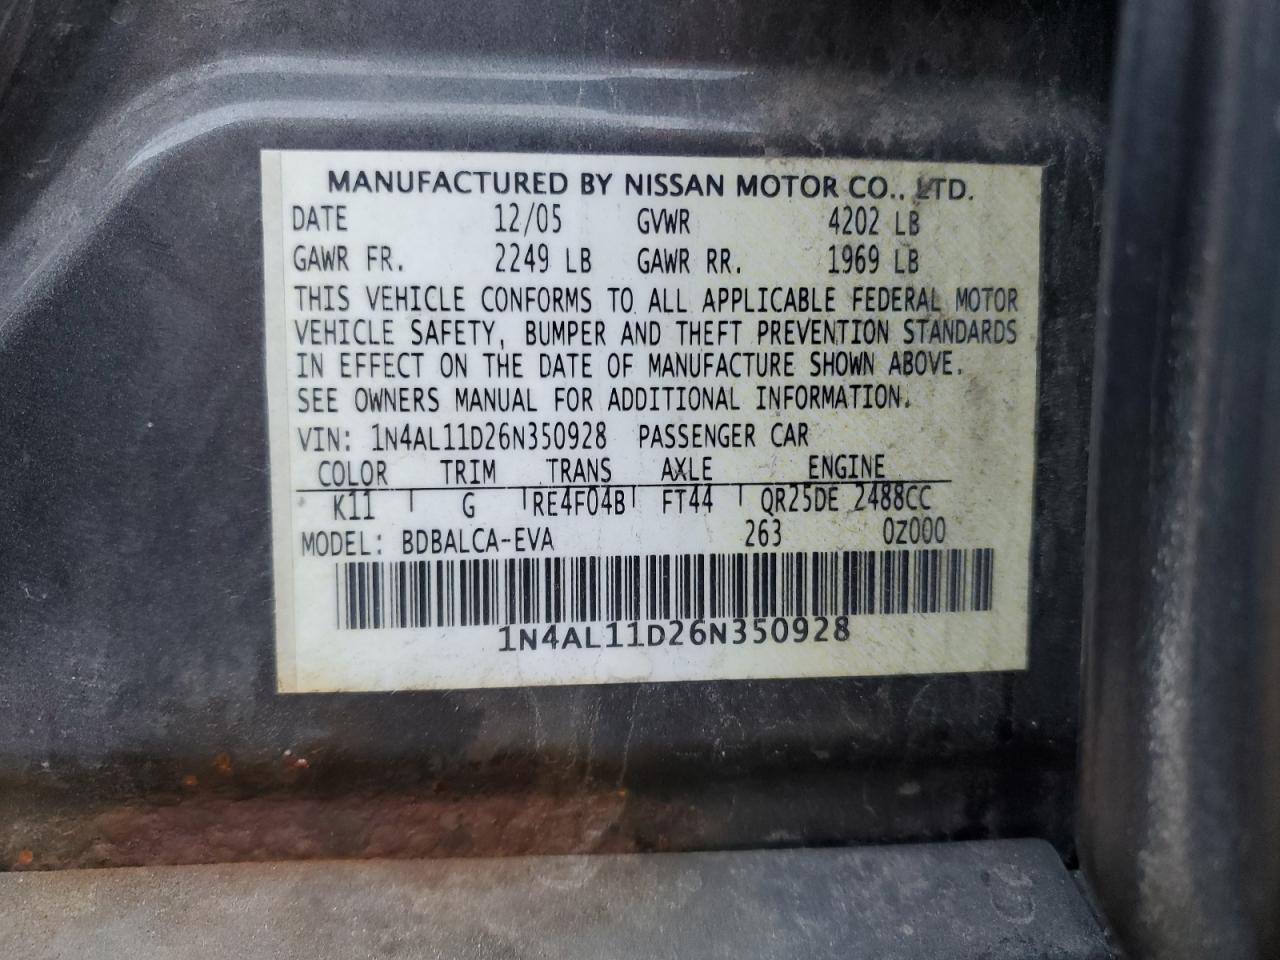 MANUFACTURED BY NISSAN MOTOR CO., LTD.
DATE 12/05 GVWR 4202 LB
GAWR FR. 2249 LB GAWR RR. 1969 LB
THIS VEHICLE CONFORMS TO ALL APPLICABLE FEDERAL MOTOR
VEHICLE SAFETY, BUMPER AND THEFT PREVENTION STANDARDS
IN EFFECT ON THE DATE OF MANUFACTURE SHOWN ABOVE.
SEE OWNERS MANUAL FOR ADDITIONAL INFORMATION.
VIN: 1N4AL11D26N350928 PASSENGER CAR
COLOR TRIM TRANS AXLE ENGINE
K11 G RE4F04B FT44 QR25DE 2488CC
MODEL: BDBALCA-EVA 263 0Z000
1N4AL11D26N350928